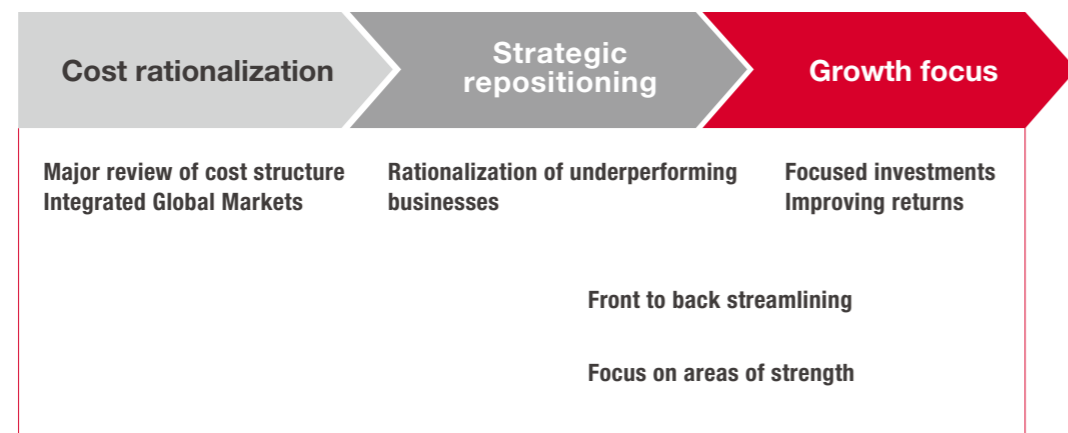 Cost rationalization
Strategic
repositioning
Growth focus
Major review of cost structure
Integrated Global Markets
Rationalization of underperforming
businesses
Focused investments
Improving returns
Front to back streamlining
Focus on areas of strength